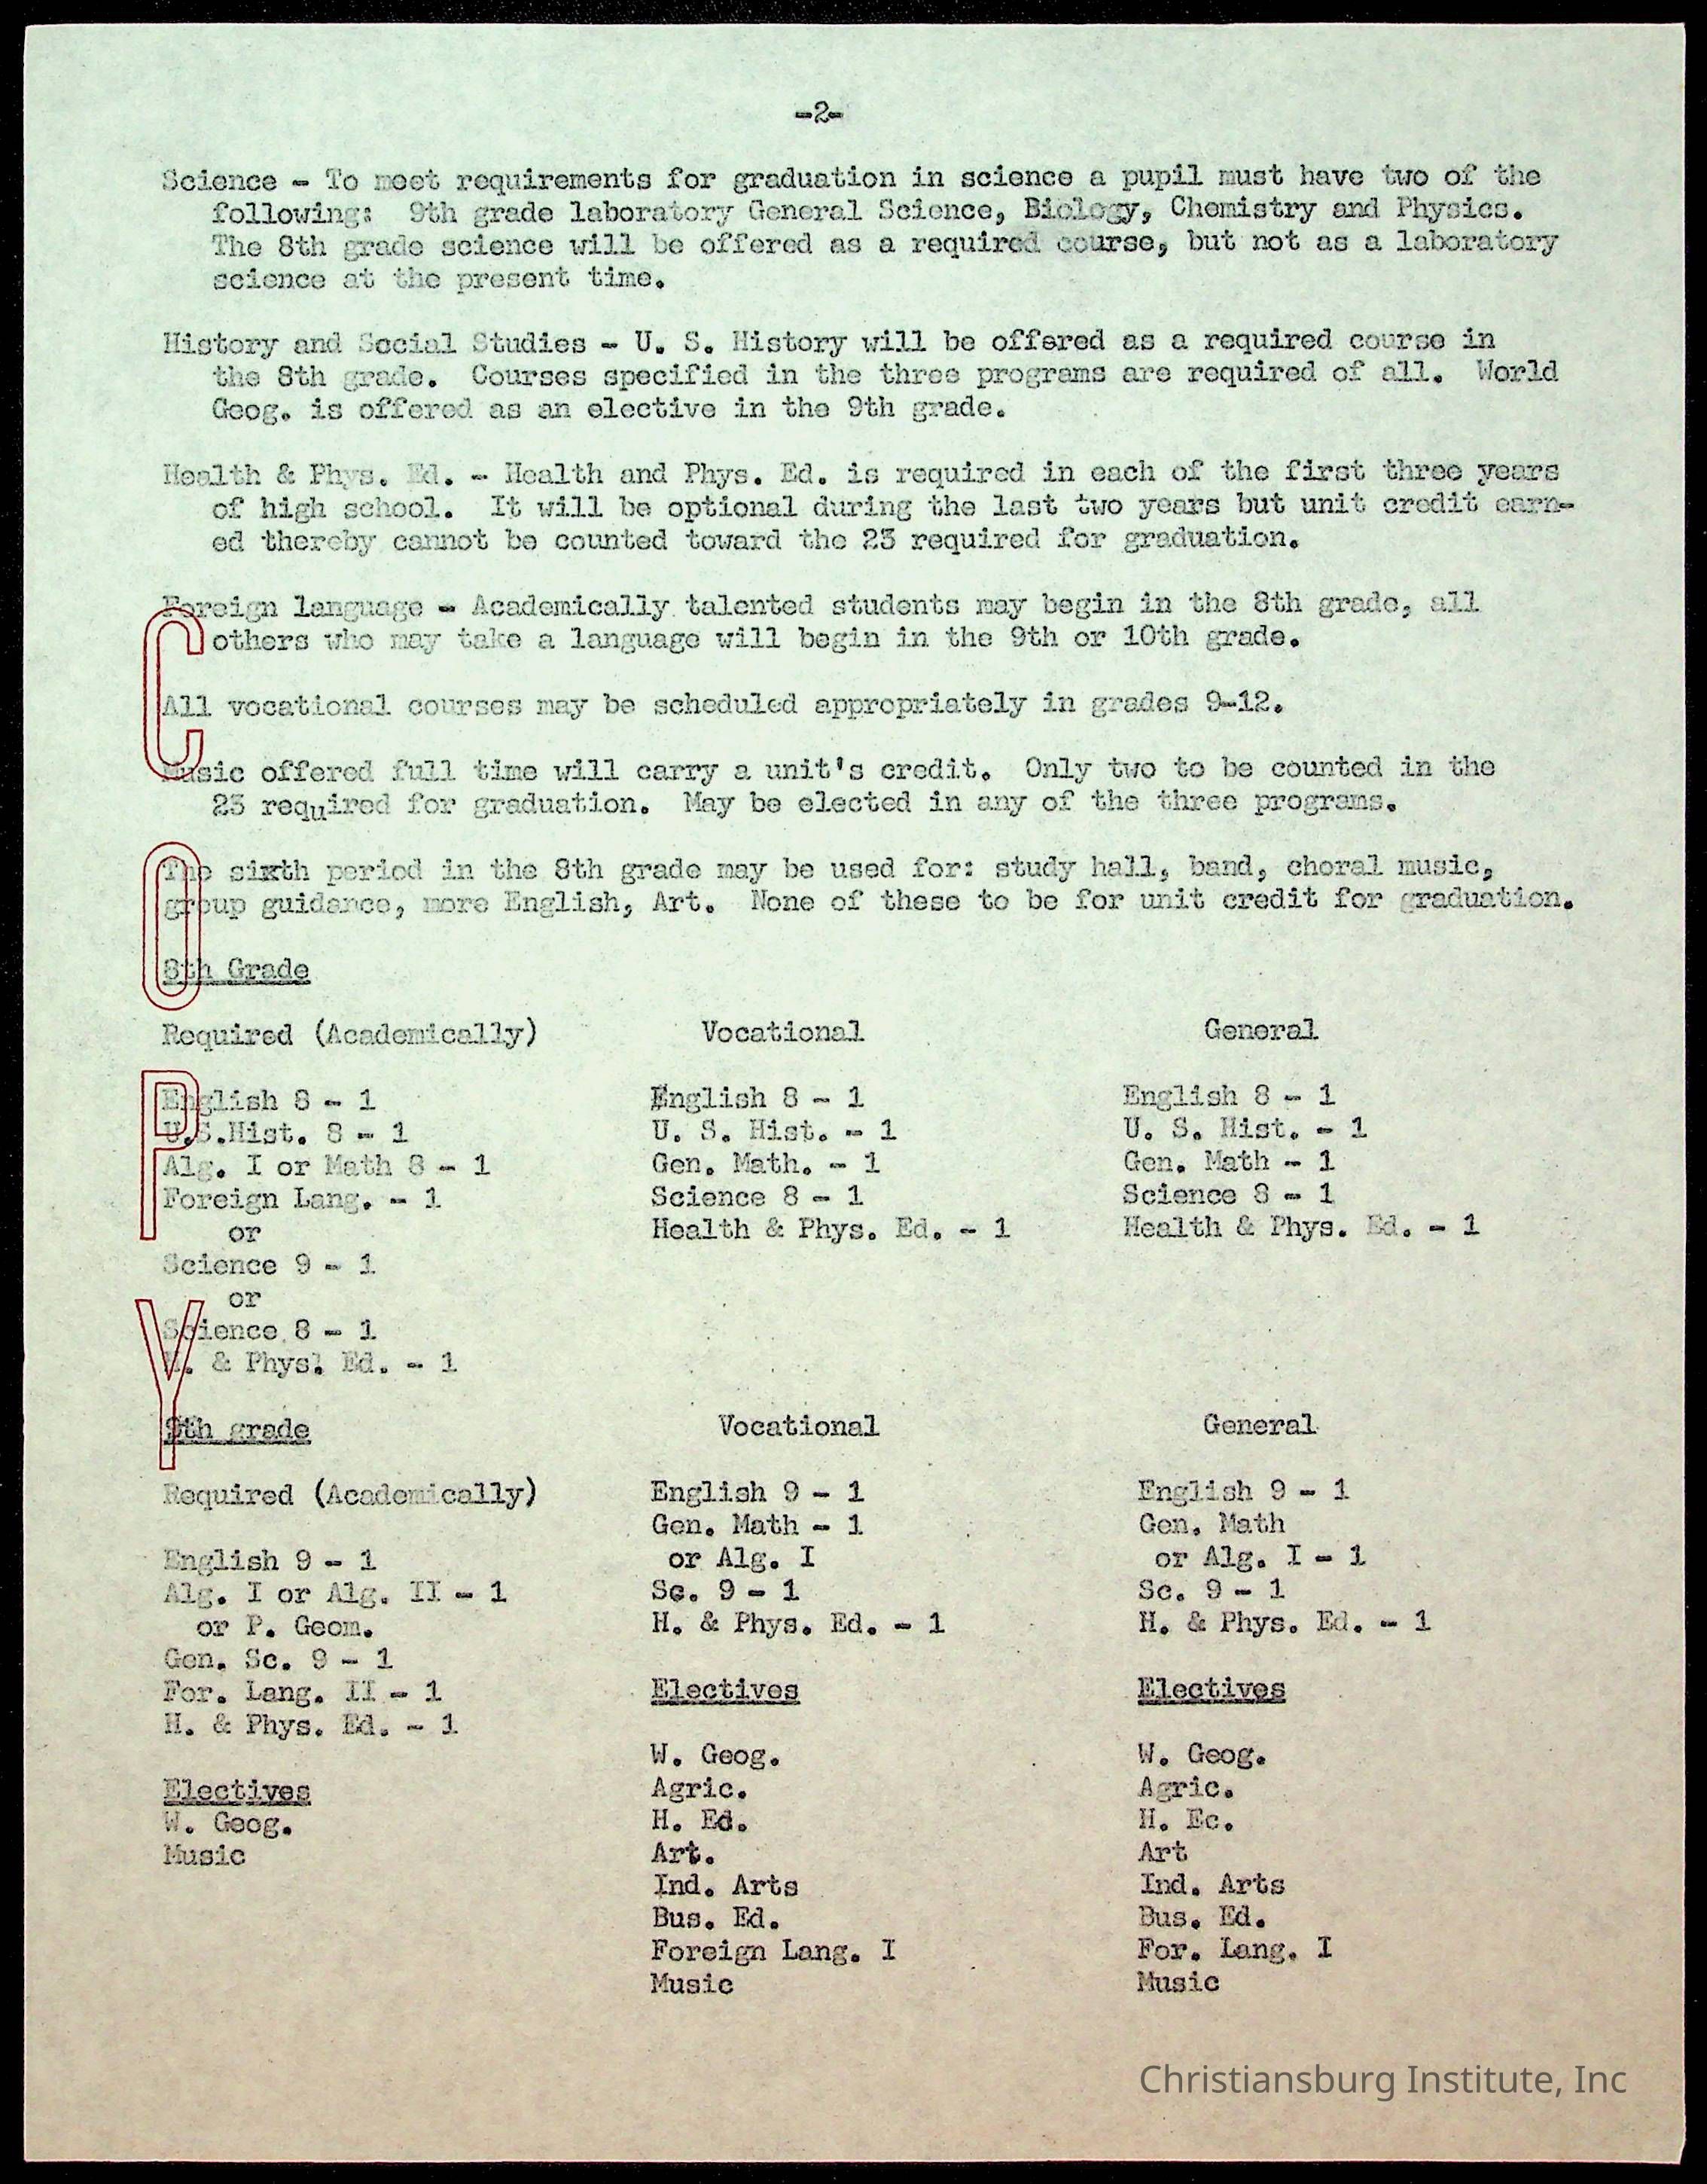 -2-
Science - To meet requirements for graduation in science a pupil must have two of the
following: 9th grade laboratory General Science, Biology, Chemistry and Physics.
The 8th grade science will be offered as a required course, but not as a laboratory
science at the present time.
History and Social Studies - U. S. History will be offered as a required course in
the 8th grade. Courses specified in the three programs are required of all. World
Geog. is offered as an elective in the 9th grade.
Health & Phys. Ed. - Health and Phys. Ed. is required in each of the first three years
of high school. It will be optional during the last two years but unit credit earn-
ed thereby cannot be counted toward the 23 required for graduation.
Foreign language - Academically talented students may begin in the 8th grade, all
others who may take a language will begin in the 9th or 10th grade.
All vocational courses may be scheduled appropriately in grades 9-12.
Music offered full time will carry a unit's credit. Only two to be counted in the
23 required for graduation. May be elected in any of the three programs.
The sixth period in the 8th grade may be used for: study hall, band, choral music,
group guidance, more English, Art. None of these to be for unit credit for graduation.
COPY
8th Grade
Required (Academically)
English 8 - 1
U.S.Hist. 8 - 1
Alg. I or Math 8 - 1
Foreign Lang. - 1
or
Science 9 - 1
or
Science 8 - 1
H. & Phys. Ed. - 1
Vocational
English 8 - 1
U. S. Hist. - 1
Gen. Math. - 1
Science 8 - 1
Health & Phys. Ed. - 1
General
English 8 - 1
U. S. Hist. - 1
Gen. Math - 1
Science 8 - 1
Health & Phys. Ed. - 1
9th grade
Required (Academically)
English 9 - 1
Alg. I or Alg. II - 1
or P. Geom.
Gen. Sc. 9 - 1
For. Lang. II - 1
H. & Phys. Ed. - 1
Electives
W. Geog.
Music
Vocational
English 9 - 1
Gen. Math - 1
or Alg. I
Sc. 9 - 1
H. & Phys. Ed. - 1
Electives
W. Geog.
Agric.
H. Ed.
Art.
Ind. Arts
Bus. Ed.
Foreign Lang. I
Music
General
English 9 - 1
Gen. Math
or Alg. I - 1
Sc. 9 - 1
H. & Phys. Ed. - 1
Electives
W. Geog.
Agric.
H. Ec.
Art
Ind. Arts
Bus. Ed.
For. Lang. I
Music
Christiansburg Institute, Inc